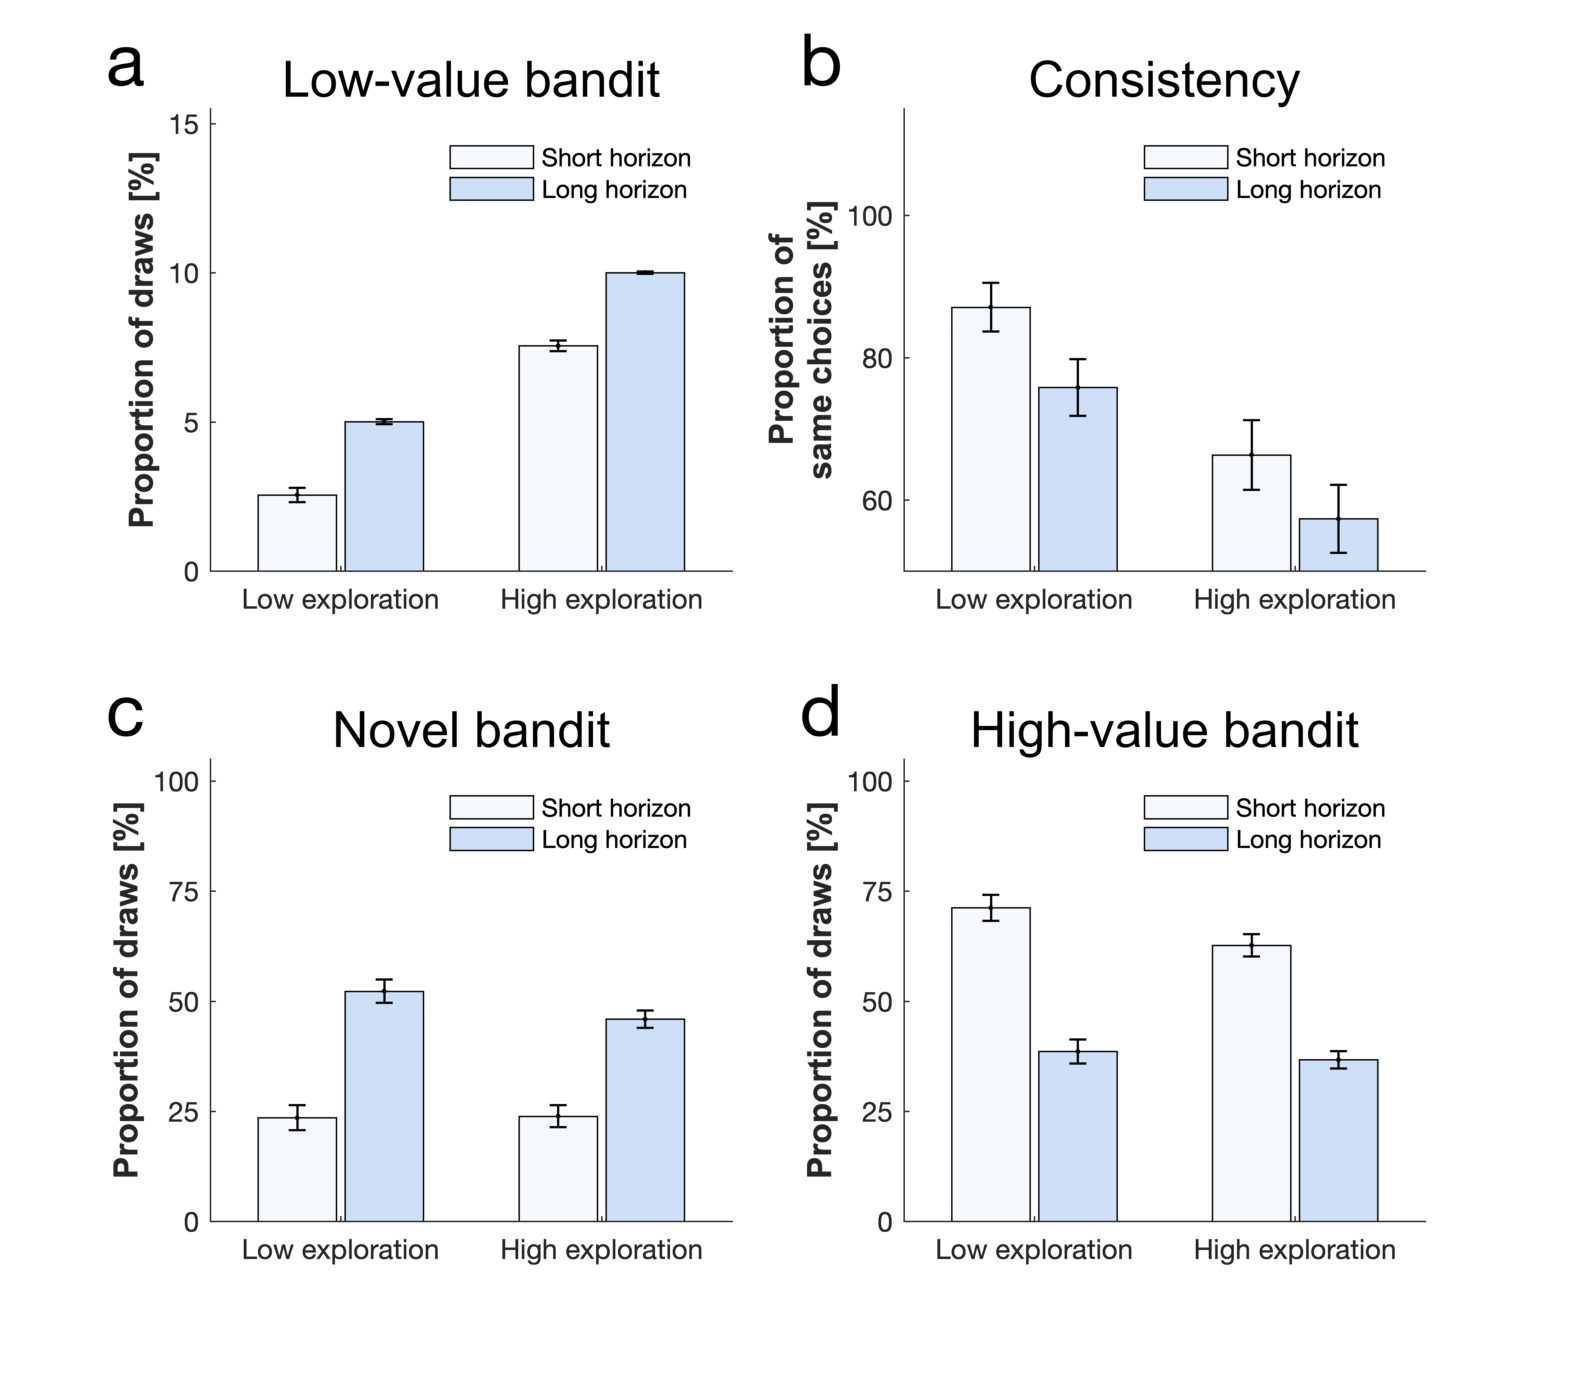 a
Low-value bandit
Proportion of draws [%]
15
10
5
0
Short horizon
Long horizon
Low exploration
High exploration
b
Consistency
Proportion of
same choices [%]
100
80
60
Short horizon
Long horizon
Low exploration
High exploration
c
Novel bandit
Proportion of draws [%]
100
75
50
25
0
Short horizon
Long horizon
Low exploration
High exploration
d
High-value bandit
Proportion of draws [%]
100
75
50
25
0
Short horizon
Long horizon
Low exploration
High exploration